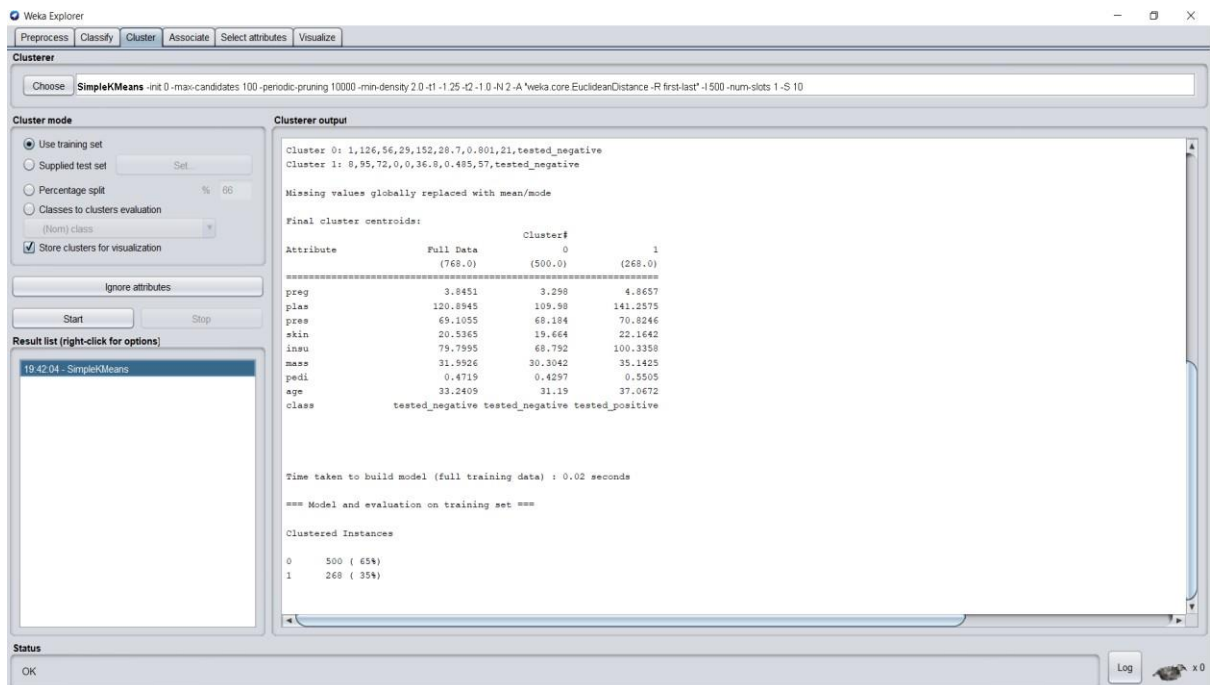 Weka Explorer
Preprocess Classify Cluster Associate Select attributes Visualize
Clusterer
Choose SimpleKMeans -init 0 -max-candidates 100 -periodic-pruning 10000 -min-density 2.0 -t1 -1.25 -t2 -1.0 -N 2 -A "weka.core.EuclideanDistance -R first-last" -I 500 -num-slots 1 -S 10
Cluster mode
Use training set
Supplied test set Set...
Percentage split % 66
Classes to clusters evaluation
(Nom) class
Store clusters for visualization
Ignore attributes
Start Stop
Result list (right-click for options)
19:42:04 - SimpleKMeans
Clusterer output
Cluster 0: 1,126,56,29,152,28.7,0.801,21,tested_negative
Cluster 1: 8,95,72,0,0,36.8,0.485,57,tested_negative
Missing values globally replaced with mean/mode
Final cluster centroids:
Cluster#
Attribute Full Data 0 1
(768.0) (500.0) (268.0)
==================================================================
preg 3.8451 3.298 4.8657
plas 120.8945 109.98 141.2575
pres 69.1055 68.184 70.8246
skin 20.5365 19.664 22.1642
insu 79.7995 68.792 100.3358
mass 31.9926 30.3042 35.1425
pedi 0.4719 0.4297 0.5505
age 33.2409 31.19 37.0672
class tested_negative tested_negative tested_positive
Time taken to build model (full training data) : 0.02 seconds
=== Model and evaluation on training set ===
Clustered Instances
0 500 ( 65%)
1 268 ( 35%)
Status
OK
Log x 0